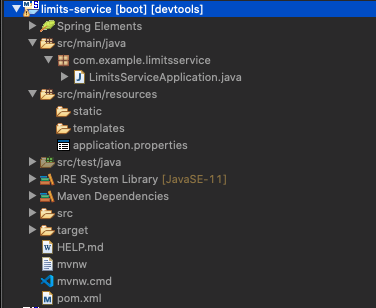 limits-service [boot] [devtools]
Spring Elements
src/main/java
com.example.limitsservice
LimitsServiceApplication.java
src/main/resources
static
templates
application.properties
src/test/java
JRE System Library [JavaSE-11]
Maven Dependencies
src
target
HELP.md
mvnw
mvnw.cmd
pom.xml